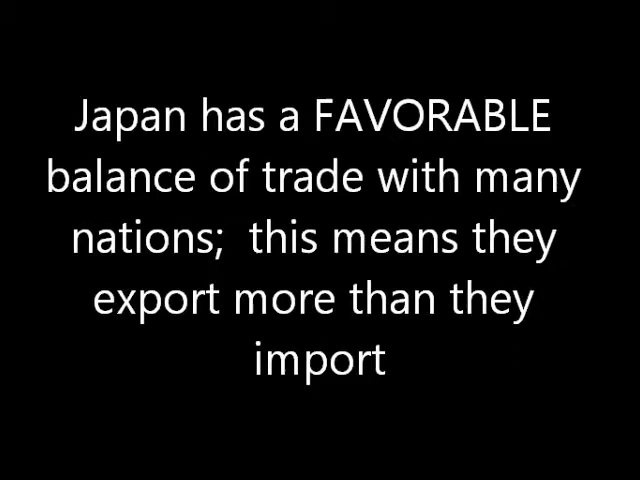 Japan has a FAVORABLE
balance of trade with many
nations;  this means they
export more than they
import